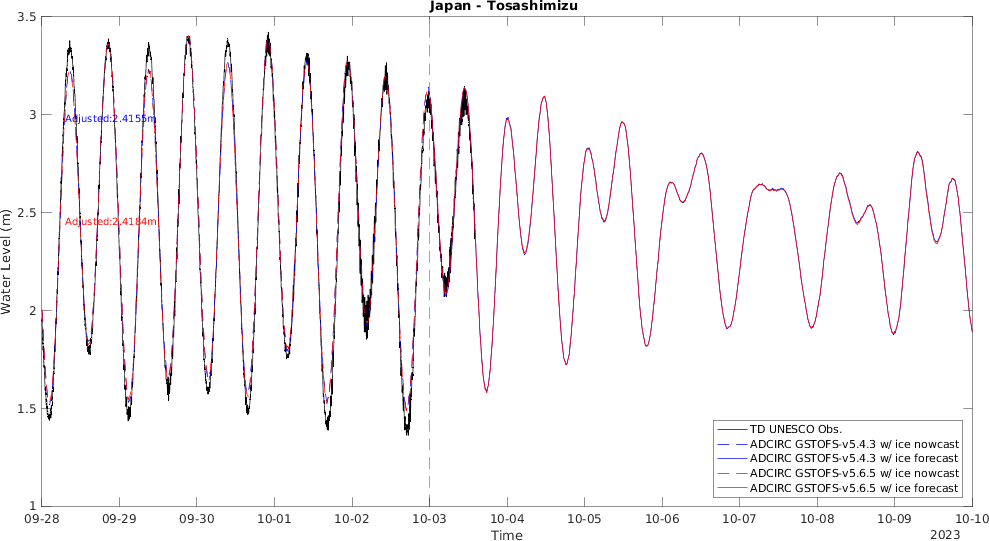 Japan - Tosashimizu
3.5
3
2.5
2
1.5
1
Water Level (m)
Adjusted:2.4155m
Adjusted:2.4184m
TD UNESCO Obs.
ADCIRC GSTOFS-v5.4.3 w/ ice nowcast
ADCIRC GSTOFS-v5.4.3 w/ ice forecast
ADCIRC GSTOFS-v5.6.5 w/ ice nowcast
ADCIRC GSTOFS-v5.6.5 w/ ice forecast
09-28 09-29 09-30 10-01 10-02 10-03 10-04 10-05 10-06 10-07 10-08 10-09 10-10
Time
2023